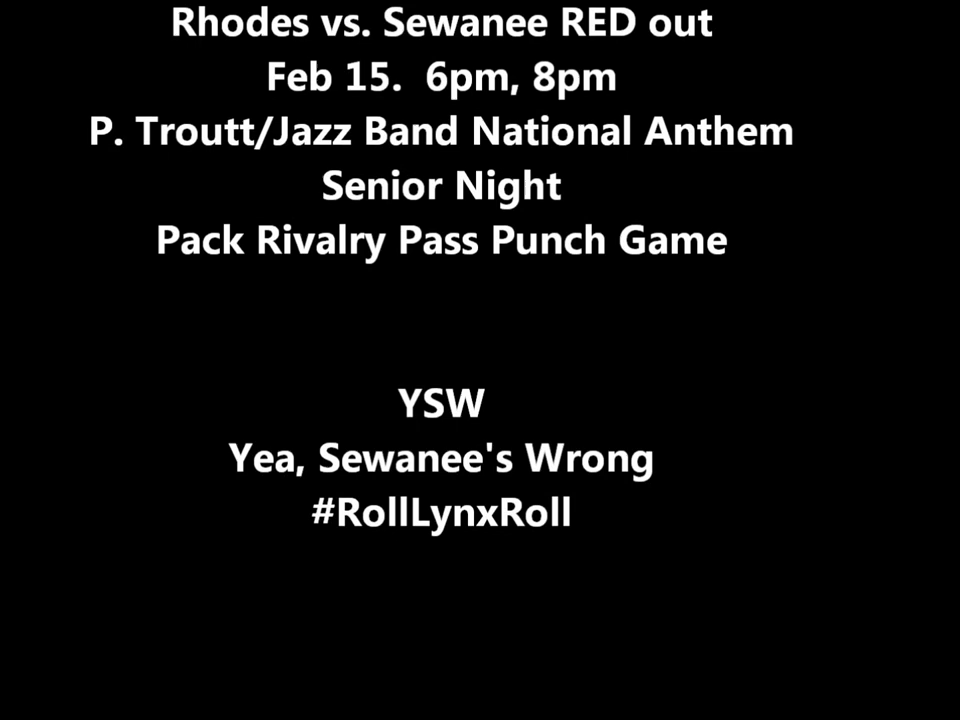 Rhodes vs. Sewanee RED out
Feb 15.  6pm, 8pm
P. Troutt/Jazz Band National Anthem
Senior Night
Pack Rivalry Pass Punch Game
YSW
Yea, Sewanee's Wrong
#RollLynxRoll